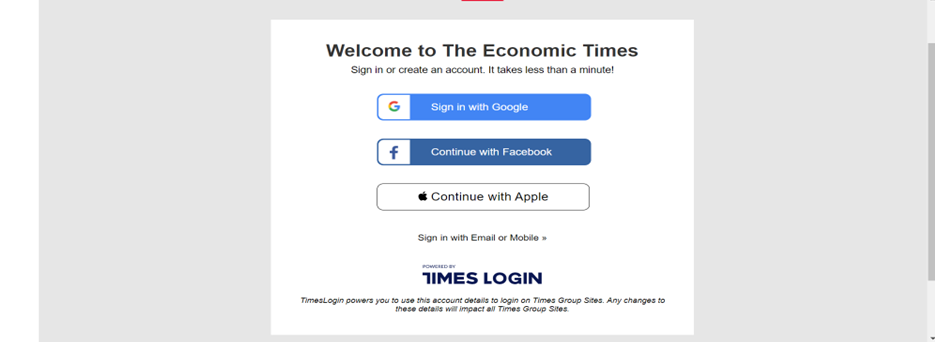 Welcome to The Economic Times
Sign in or create an account. It takes less than a minute!
Sign in with Google
Continue with Facebook
Continue with Apple
Sign in with Email or Mobile »
POWERED BY
TIMES LOGIN
TimesLogin powers you to use this account details to login on Times Group Sites. Any changes to
these details will impact all Times Group Sites.